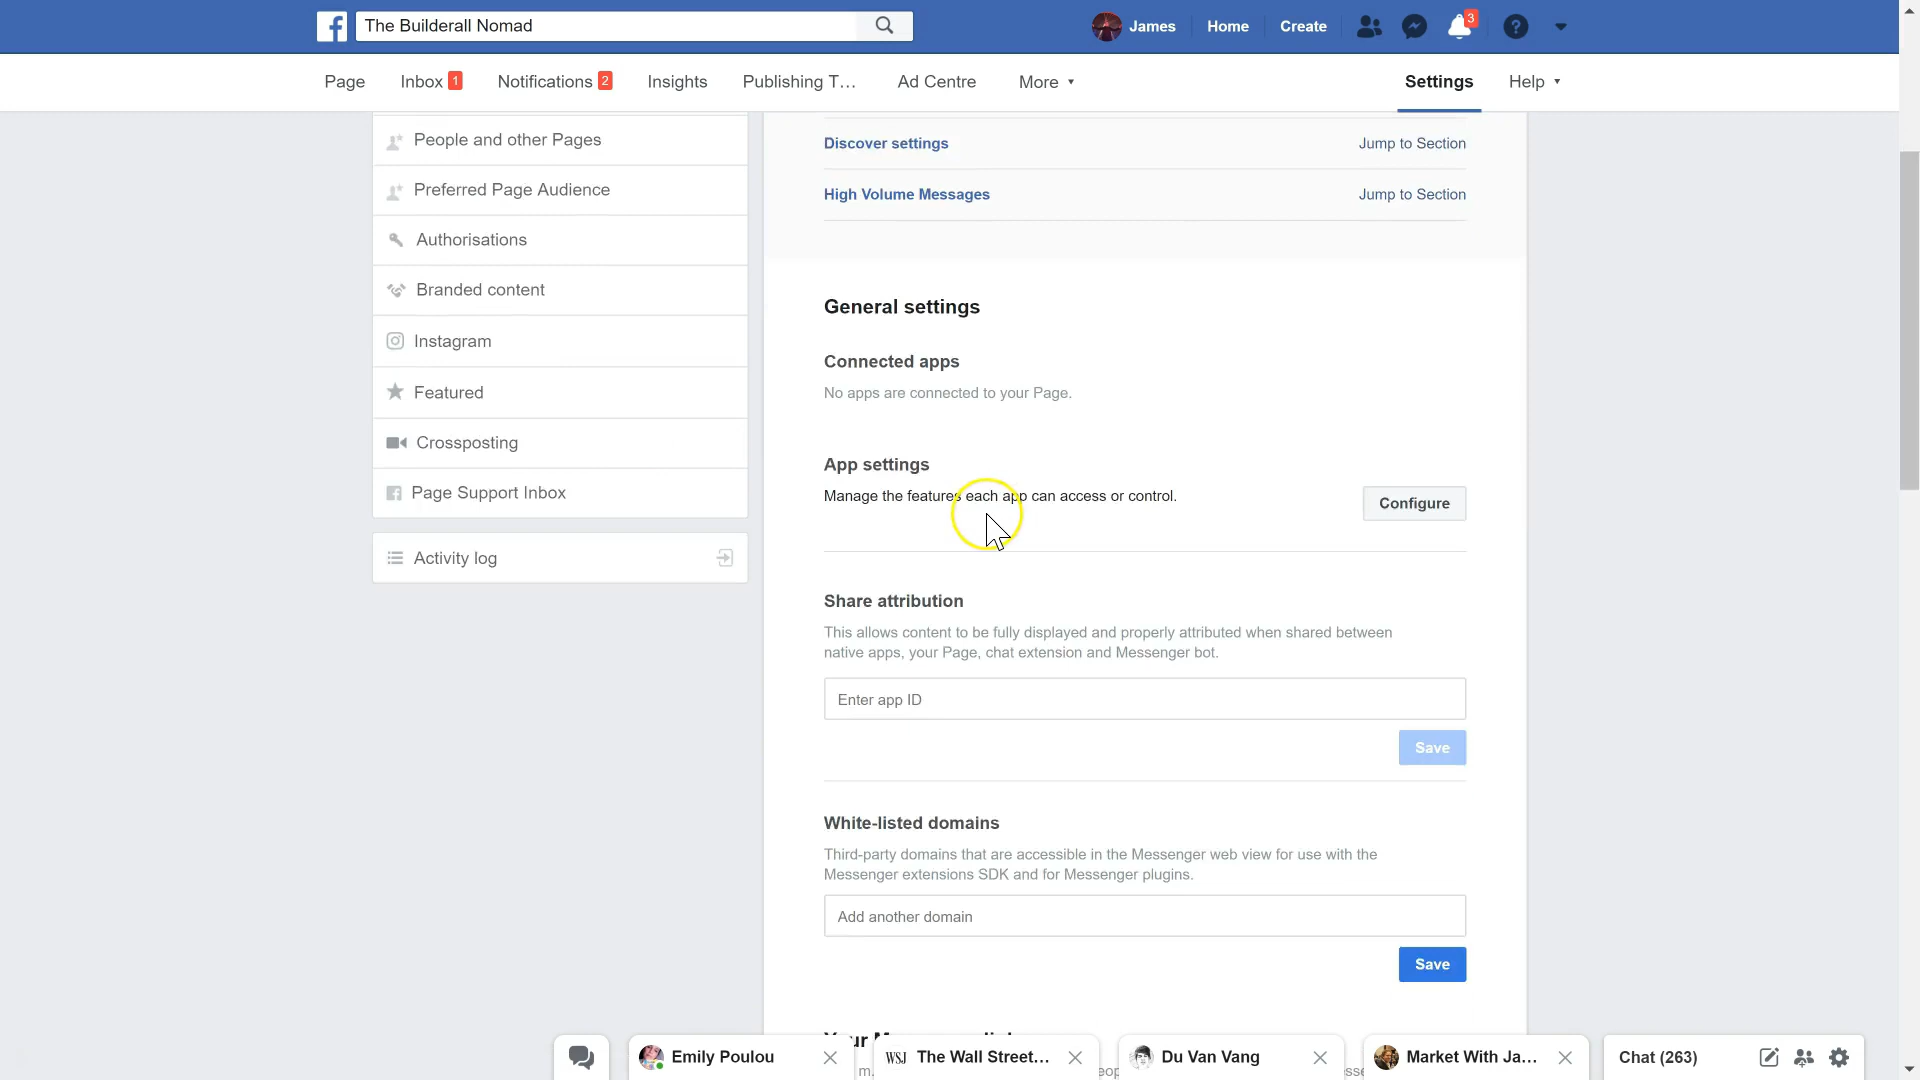 The Builderall Nomad
James
Home
Create
3
Page
Inbox 1
Notifications 2
Insights
Publishing T…
Ad Centre
More
Settings
Help
People and other Pages
Preferred Page Audience
Authorisations
Branded content
Instagram
Featured
Crossposting
Page Support Inbox
Activity log
Discover settings
Jump to Section
High Volume Messages
Jump to Section
General settings
Connected apps
No apps are connected to your Page.
App settings
Manage the features each app can access or control.
Configure
Share attribution
This allows content to be fully displayed and properly attributed when shared between
native apps, your Page, chat extension and Messenger bot.
Enter app ID
Save
White-listed domains
Third-party domains that are accessible in the Messenger web view for use with the
Messenger extensions SDK and for Messenger plugins.
Add another domain
Save
Emily Poulou
WSJ The Wall Street…
Du Van Vang
Market With Ja…
Chat (263)